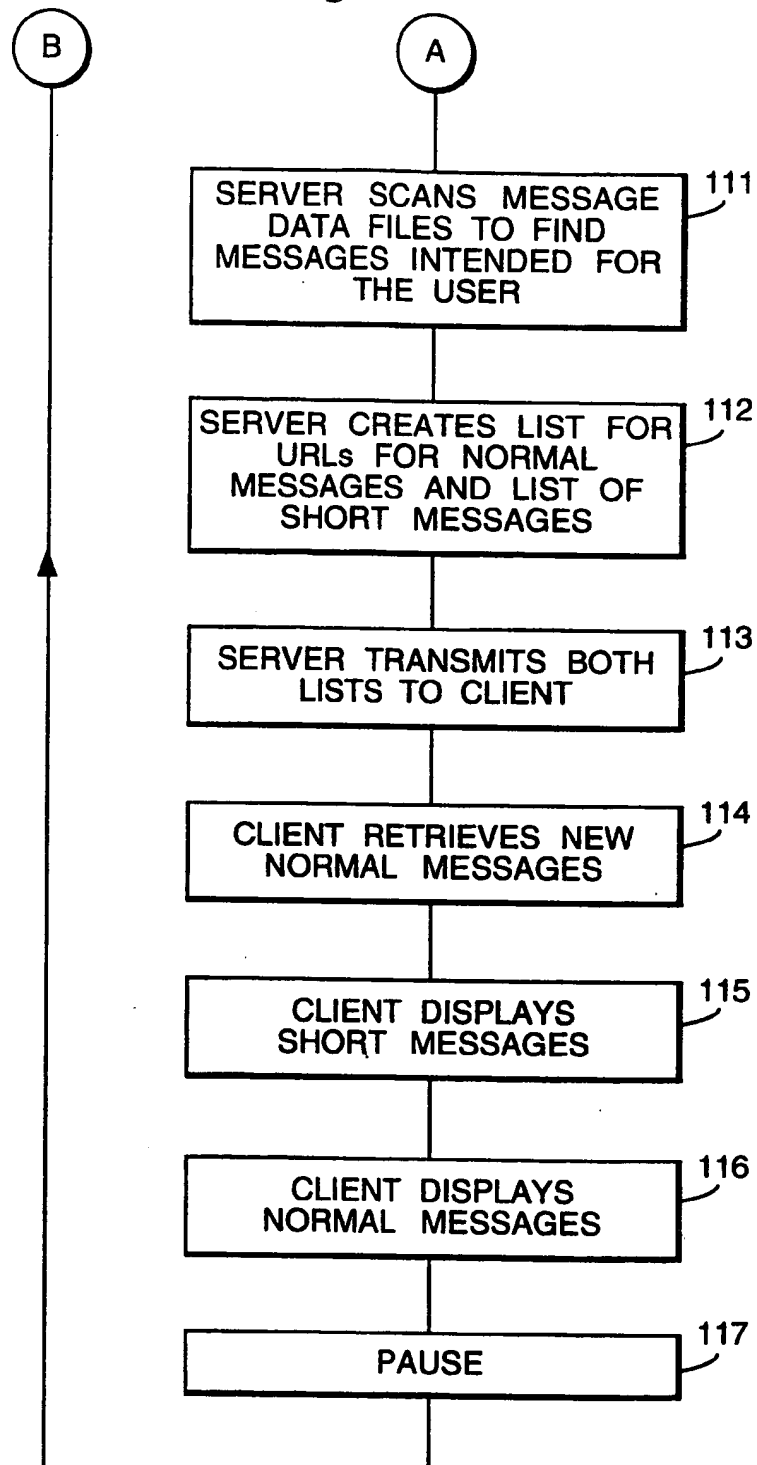 B
A
111
SERVER SCANS MESSAGE
DATA FILES TO FIND
MESSAGES INTENDED FOR
THE USER
112
SERVER CREATES LIST FOR
URLs FOR NORMAL
MESSAGES AND LIST OF
SHORT MESSAGES
113
SERVER TRANSMITS BOTH
LISTS TO CLIENT
114
CLIENT RETRIEVES NEW
NORMAL MESSAGES
115
CLIENT DISPLAYS
SHORT MESSAGES
116
CLIENT DISPLAYS
NORMAL MESSAGES
117
PAUSE